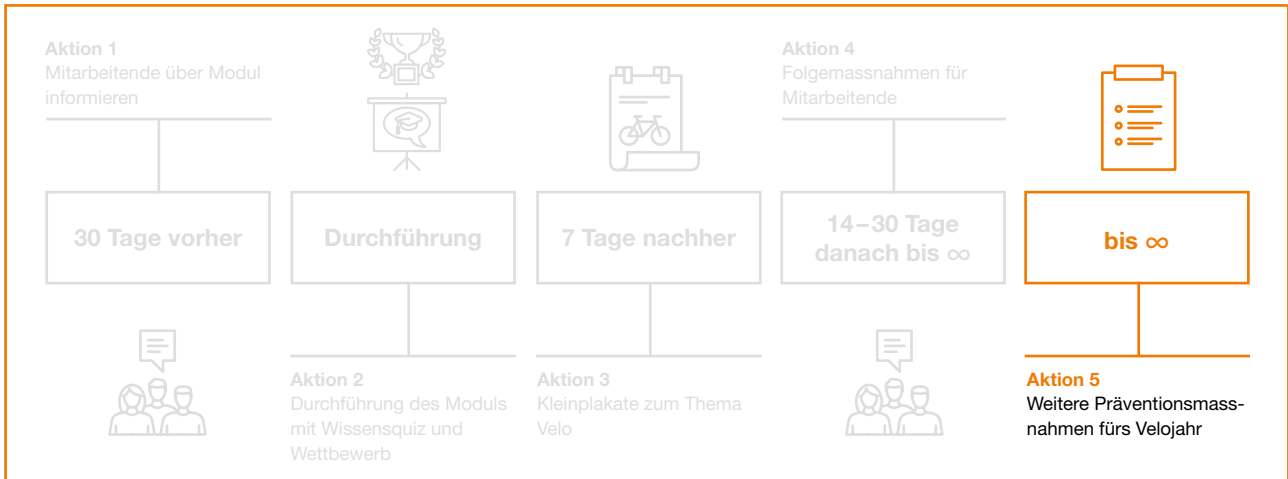 Aktion 1
Mitarbeitende über Modul
informieren
Aktion 4
Folgemassnahmen für
Mitarbeitende
30 Tage vorher
Durchführung
7 Tage nachher
14–30 Tage
danach bis ∞
bis ∞
Aktion 2
Durchführung des Moduls
mit Wissensquiz und
Wettbewerb
Aktion 3
Kleinplakate zum Thema
Velo
Aktion 5
Weitere Präventionsmass-
nahmen fürs Velojahr